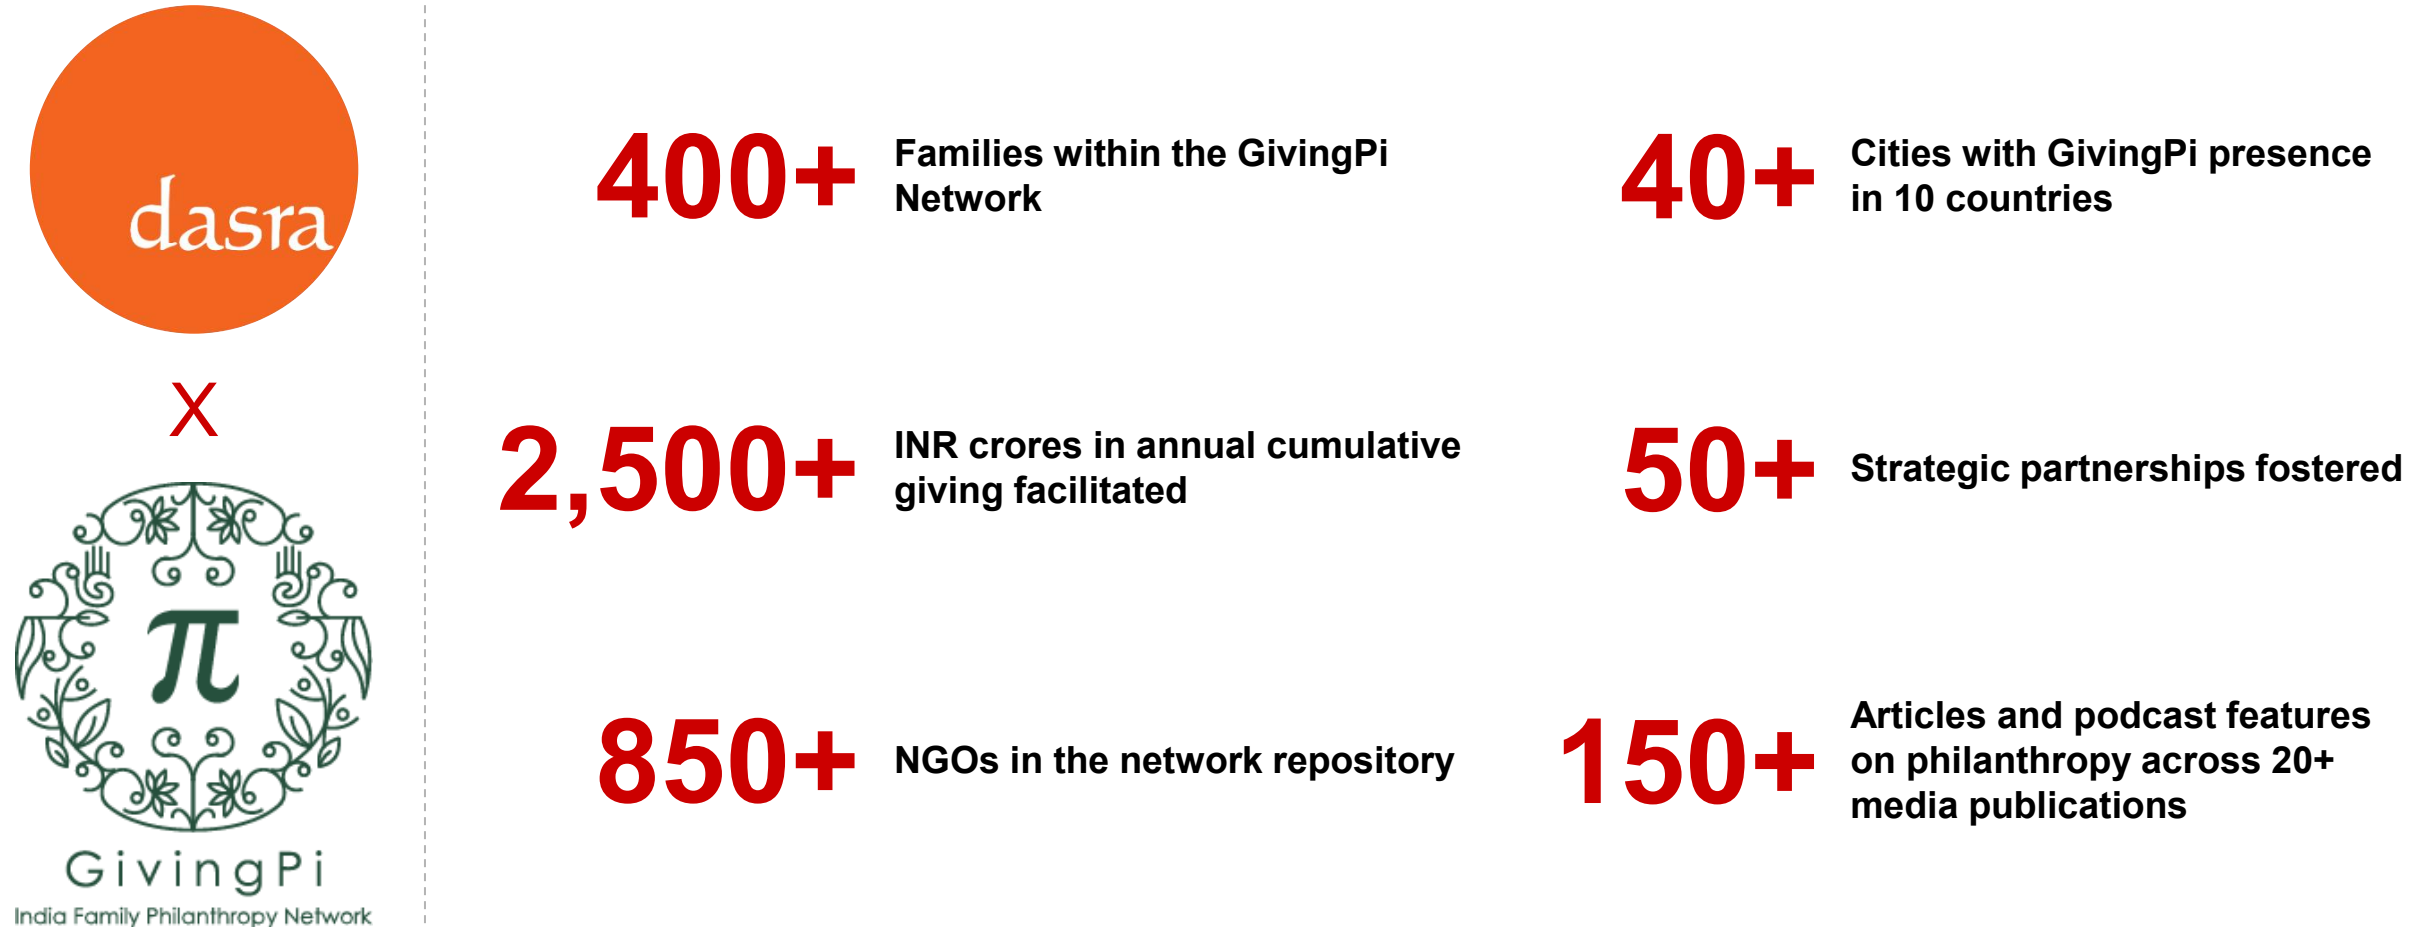 dasra
X
π
GivingPi
India Family Philanthropy Network
400+
Families within the GivingPi
Network
40+
Cities with GivingPi presence
in 10 countries
2,500+
INR crores in annual cumulative
giving facilitated
50+
Strategic partnerships fostered
850+
NGOs in the network repository
150+
Articles and podcast features
on philanthropy across 20+
media publications